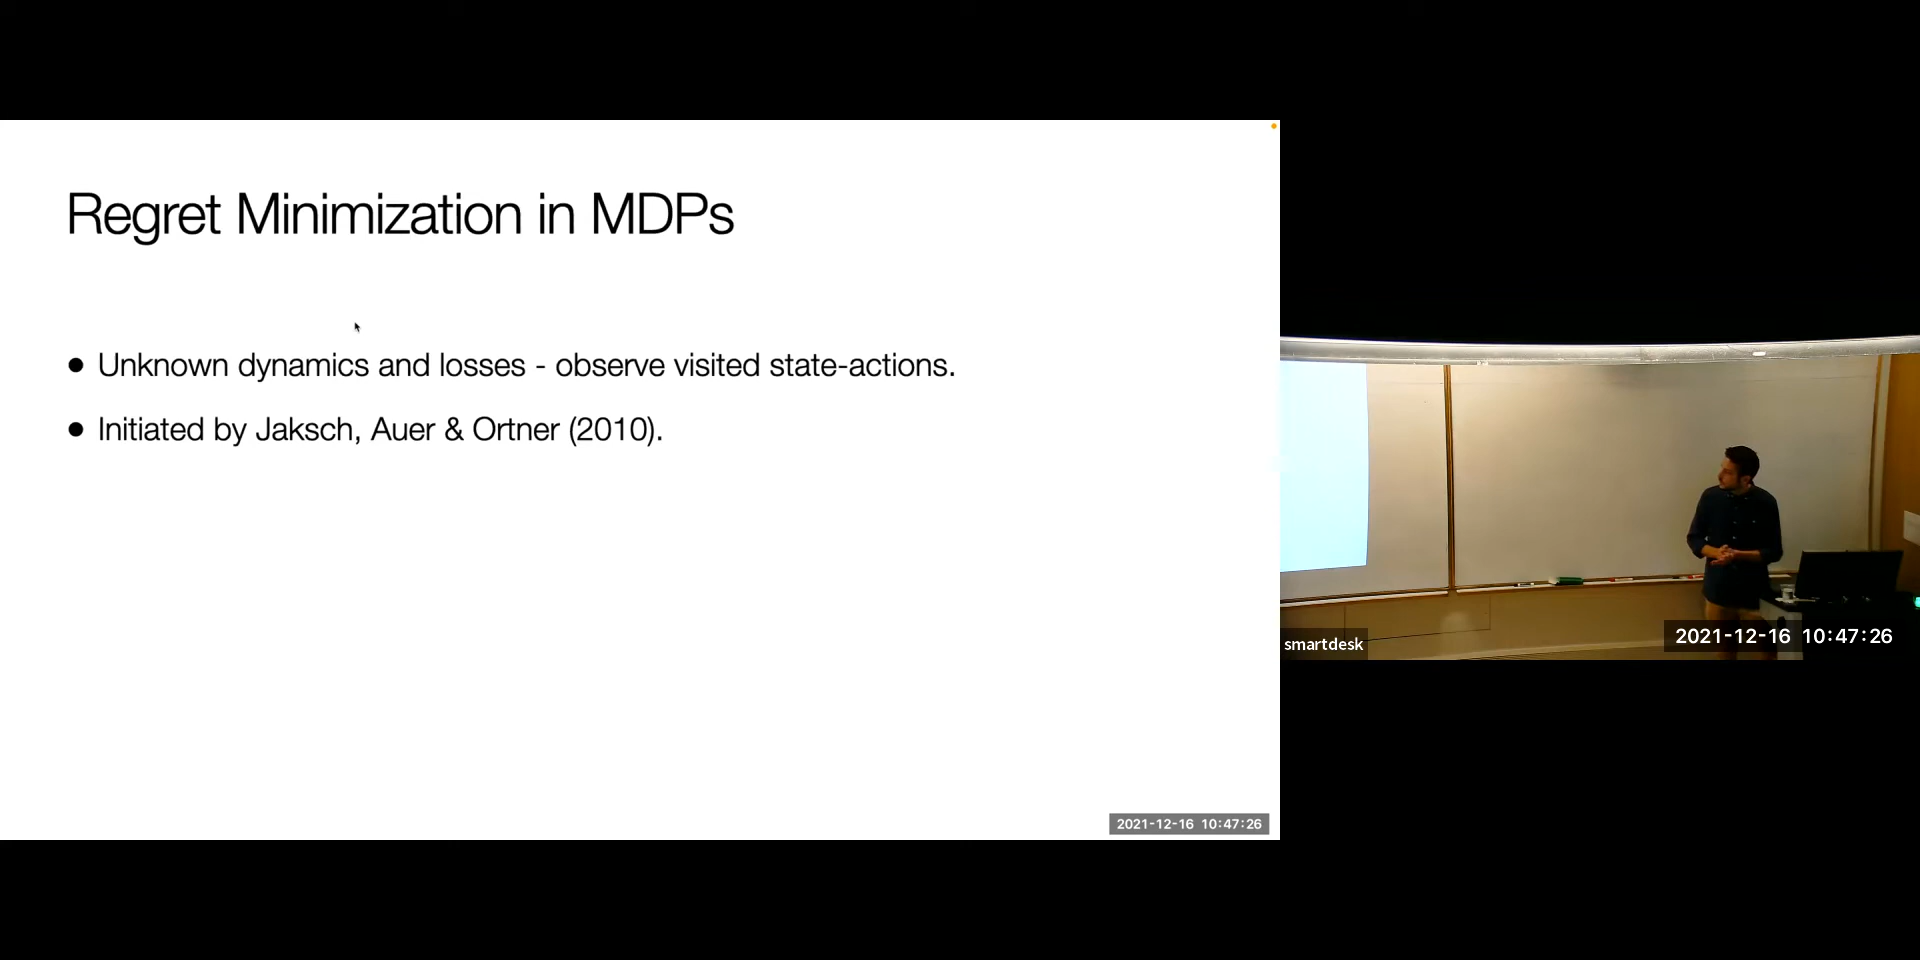 Regret Minimization in MDPs
● Unknown dynamics and losses - observe visited state-actions.
● Initiated by Jaksch, Auer & Ortner (2010).
2021-12-16 10:47:26
smartdesk
2021-12-16 10:47:26